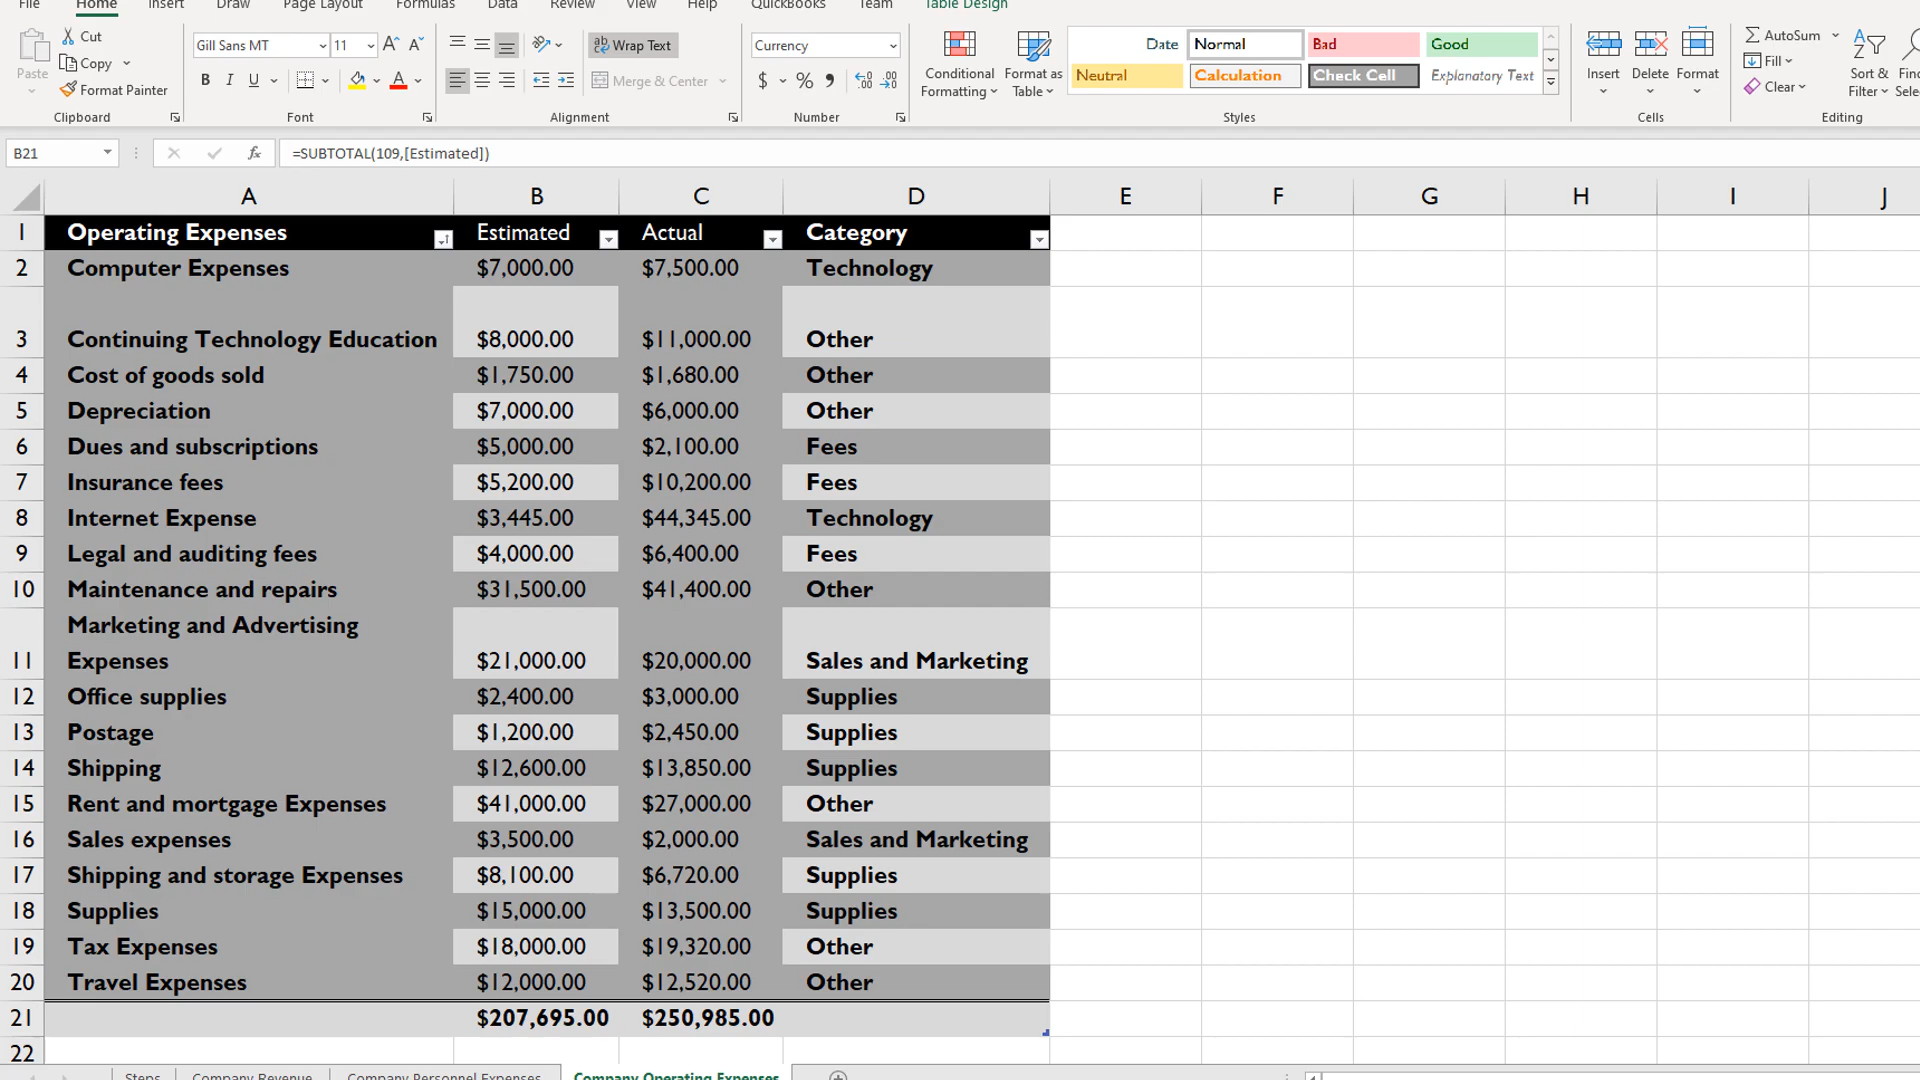 File Home Insert Draw Page Layout Formulas Data Review View Help QuickBooks Team Table Design
Paste
Cut
Copy
Format Painter
Clipboard
Gill Sans MT 11 A A
B I U A
Font
ab Wrap Text
Merge & Center
Alignment
Currency
$ % 9
Number
Conditional
Formatting
Format as
Table
Date Normal Bad Good
Neutral Calculation Check Cell Explanatory Text
Styles
Insert Delete Format
Cells
AutoSum
Fill
Clear
Sort &
Filter
Editing
B21 fx =SUBTOTAL(109,[Estimated])
A B C D E F G H I J
1 Operating Expenses Estimated Actual Category
2 Computer Expenses $7,000.00 $7,500.00 Technology
3 Continuing Technology Education $8,000.00 $11,000.00 Other
4 Cost of goods sold $1,750.00 $1,680.00 Other
5 Depreciation $7,000.00 $6,000.00 Other
6 Dues and subscriptions $5,000.00 $2,100.00 Fees
7 Insurance fees $5,200.00 $10,200.00 Fees
8 Internet Expense $3,445.00 $44,345.00 Technology
9 Legal and auditing fees $4,000.00 $6,400.00 Fees
10 Maintenance and repairs $31,500.00 $41,400.00 Other
Marketing and Advertising
11 Expenses $21,000.00 $20,000.00 Sales and Marketing
12 Office supplies $2,400.00 $3,000.00 Supplies
13 Postage $1,200.00 $2,450.00 Supplies
14 Shipping $12,600.00 $13,850.00 Supplies
15 Rent and mortgage Expenses $41,000.00 $27,000.00 Other
16 Sales expenses $3,500.00 $2,000.00 Sales and Marketing
17 Shipping and storage Expenses $8,100.00 $6,720.00 Supplies
18 Supplies $15,000.00 $13,500.00 Supplies
19 Tax Expenses $18,000.00 $19,320.00 Other
20 Travel Expenses $12,000.00 $12,520.00 Other
21 $207,695.00 $250,985.00
22
Steps Company Revenue Company Personnel Expenses Company Operating Expenses